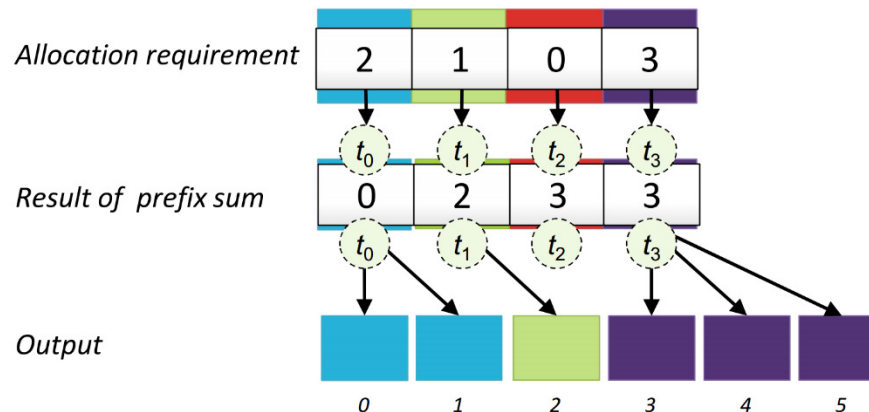 Allocation requirement
2 1 0 3
t0 t1 t2 t3
Result of prefix sum
0 2 3 3
t0 t1 t2 t3
Output
0 1 2 3 4 5